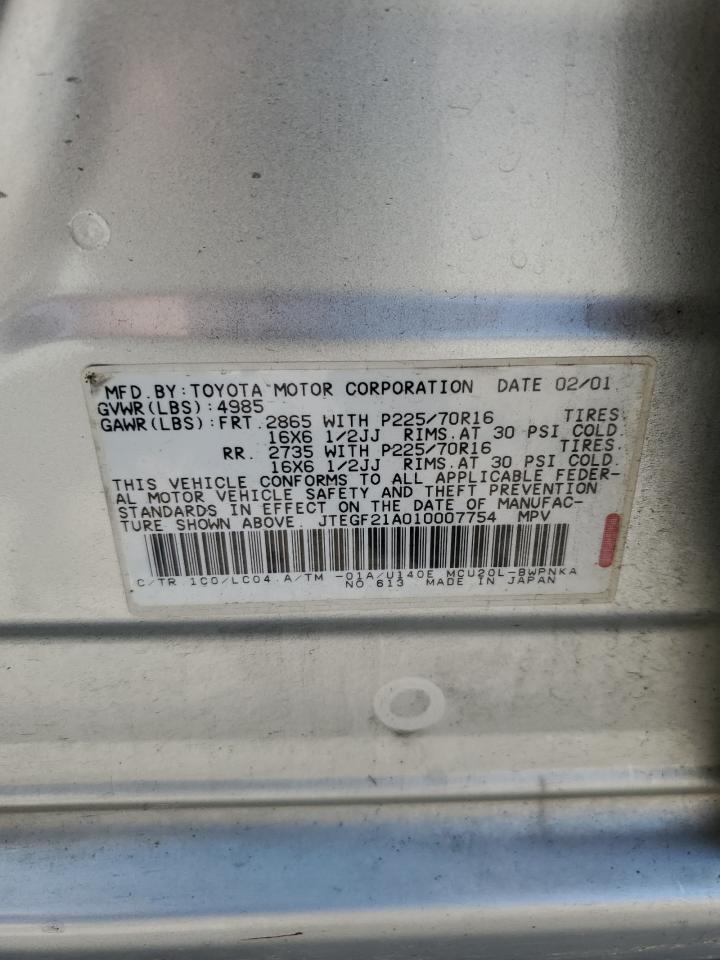 MFD.BY:TOYOTA MOTOR CORPORATION DATE 02/01
GVWR(LBS):4985
GAWR(LBS):FRT.2865 WITH P225/70R16 TIRES
16X6 1/2JJ RIMS.AT 30 PSI COLD.
RR. 2735 WITH P225/70R16 TIRES.
16X6 1/2JJ RIMS.AT 30 PSI COLD.
THIS VEHICLE CONFORMS TO ALL APPLICABLE FEDER-
AL MOTOR VEHICLE SAFETY AND THEFT PREVENTION
STANDARDS IN EFFECT ON THE DATE OF MANUFAC-
TURE SHOWN ABOVE. JTEGF21A010007754 MPV
C/TR.1C0/LC04.A/TM -01A/U140E MCU20L-BWPNKA
NO.613 MADE IN JAPAN